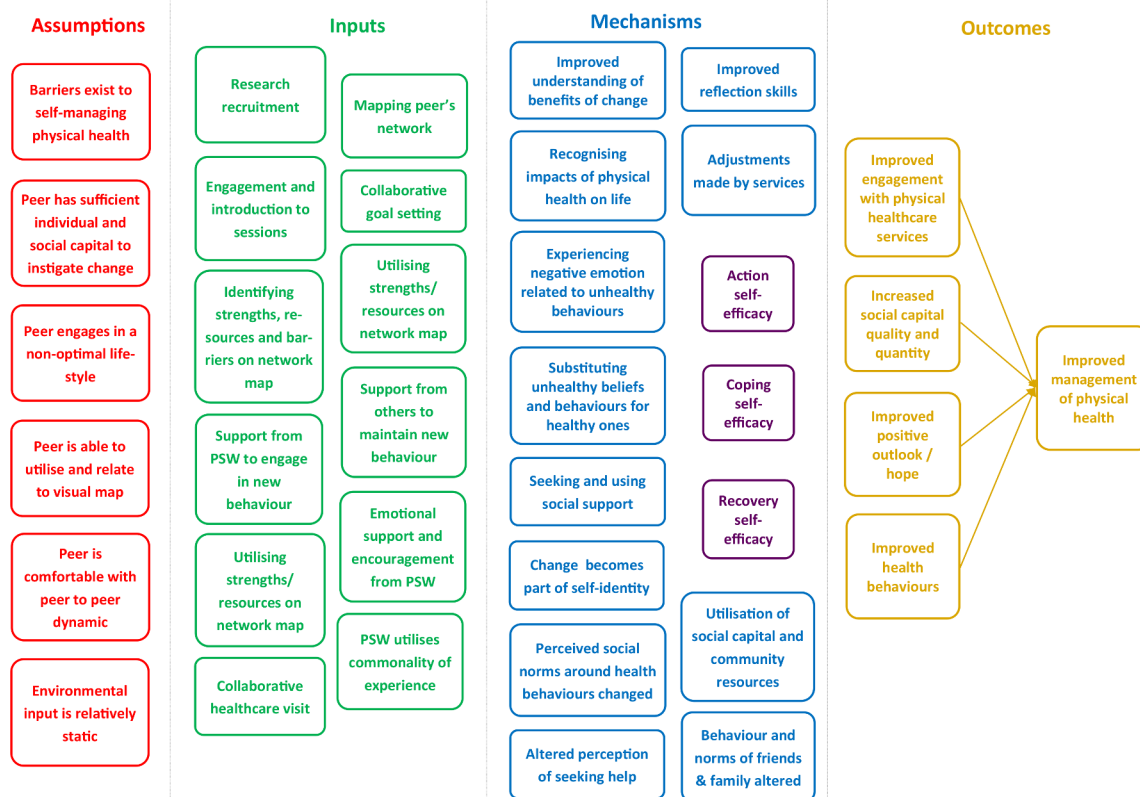 Assumptions
Barriers exist to
self-managing
physical health
Peer has sufficient
individual and
social capital to
instigate change
Peer engages in a
non-optimal life-
style
Peer is able to
utilise and relate
to visual map
Peer is
comfortable with
peer to peer
dynamic
Environmental
input is relatively
static
Inputs
Research
recruitment
Engagement and
introduction to
sessions
Identifying
strengths, re-
sources and bar-
riers on network
map
Support from
PSW to engage
in new
behaviour
Utilising
strengths/
resources on
network map
Collaborative
healthcare visit
Mapping peer's
network
Collaborative
goal setting
Utilising
strengths/
resources on
network map
Support from
others to
maintain new
behaviour
Emotional
support and
encouragement
from PSW
PSW utilises
commonality of
experience
Mechanisms
Improved
understanding of
benefits of change
Recognising
impacts of physical
health on life
Experiencing
negative emotion
related to unhealthy
behaviours
Substituting
unhealthy beliefs
and behaviours for
healthy ones
Seeking and using
social support
Change becomes
part of self-identity
Perceived social
norms around health
behaviours changed
Altered perception
of seeking help
Improved
reflection skills
Adjustments
made by services
Action
self-
efficacy
Coping
self-
efficacy
Recovery
self-
efficacy
Utilisation of
social capital and
community
resources
Behaviour and
norms of friends
& family altered
Outcomes
Improved
engagement
with physical
healthcare
services
Increased
social capital
quality and
quantity
Improved
positive
outlook /
hope
Improved
health
behaviours
Improved
management
of physical
health